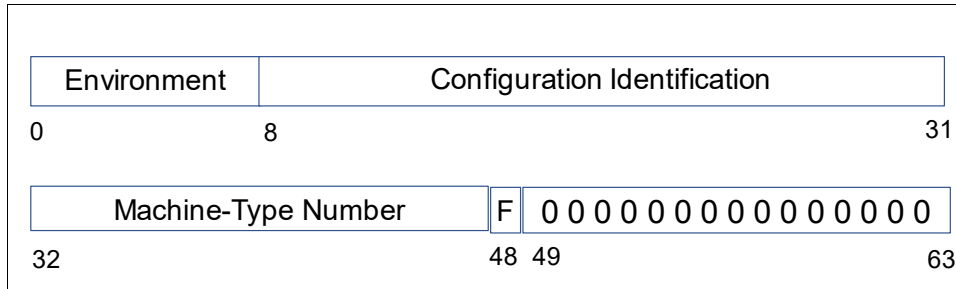 Environment Configuration Identification
0 8 31
Machine-Type Number F 0 0 0 0 0 0 0 0 0 0 0 0 0 0 0
32 48 49 63